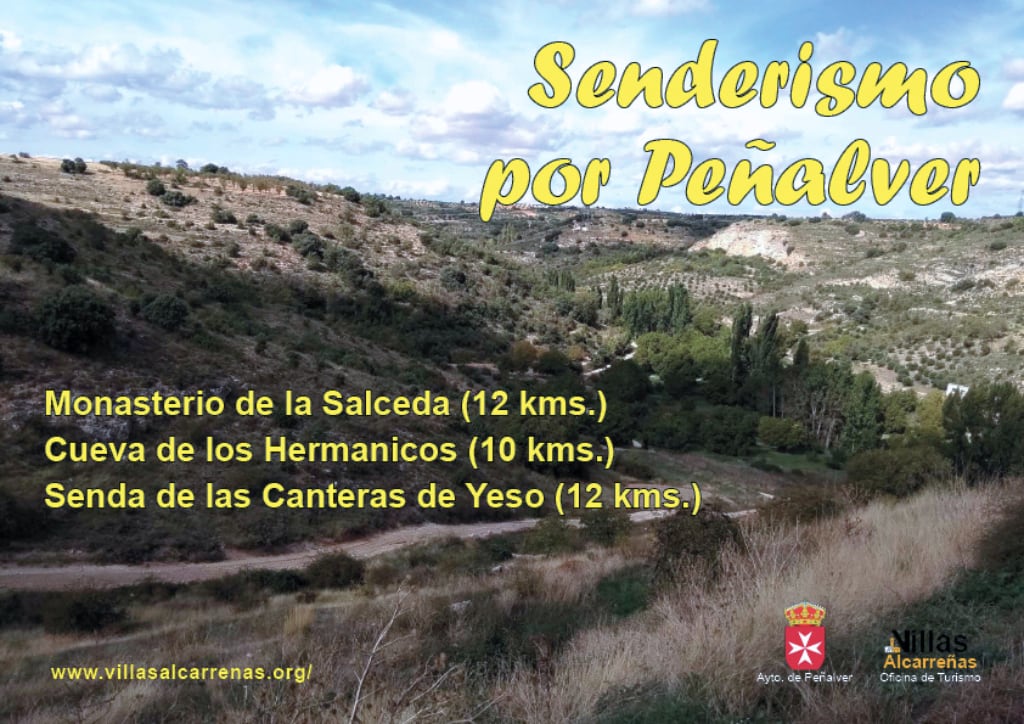 Senderismo
por Peñalver
Monasterio de la Salceda (12 kms.)
Cueva de los Hermanicos (10 kms.)
Senda de las Canteras de Yeso (12 kms.)
www.villasalcarrenas.org/
Ayto. de Peñalver
Villas
Alcarreñas
Oficina de Turismo